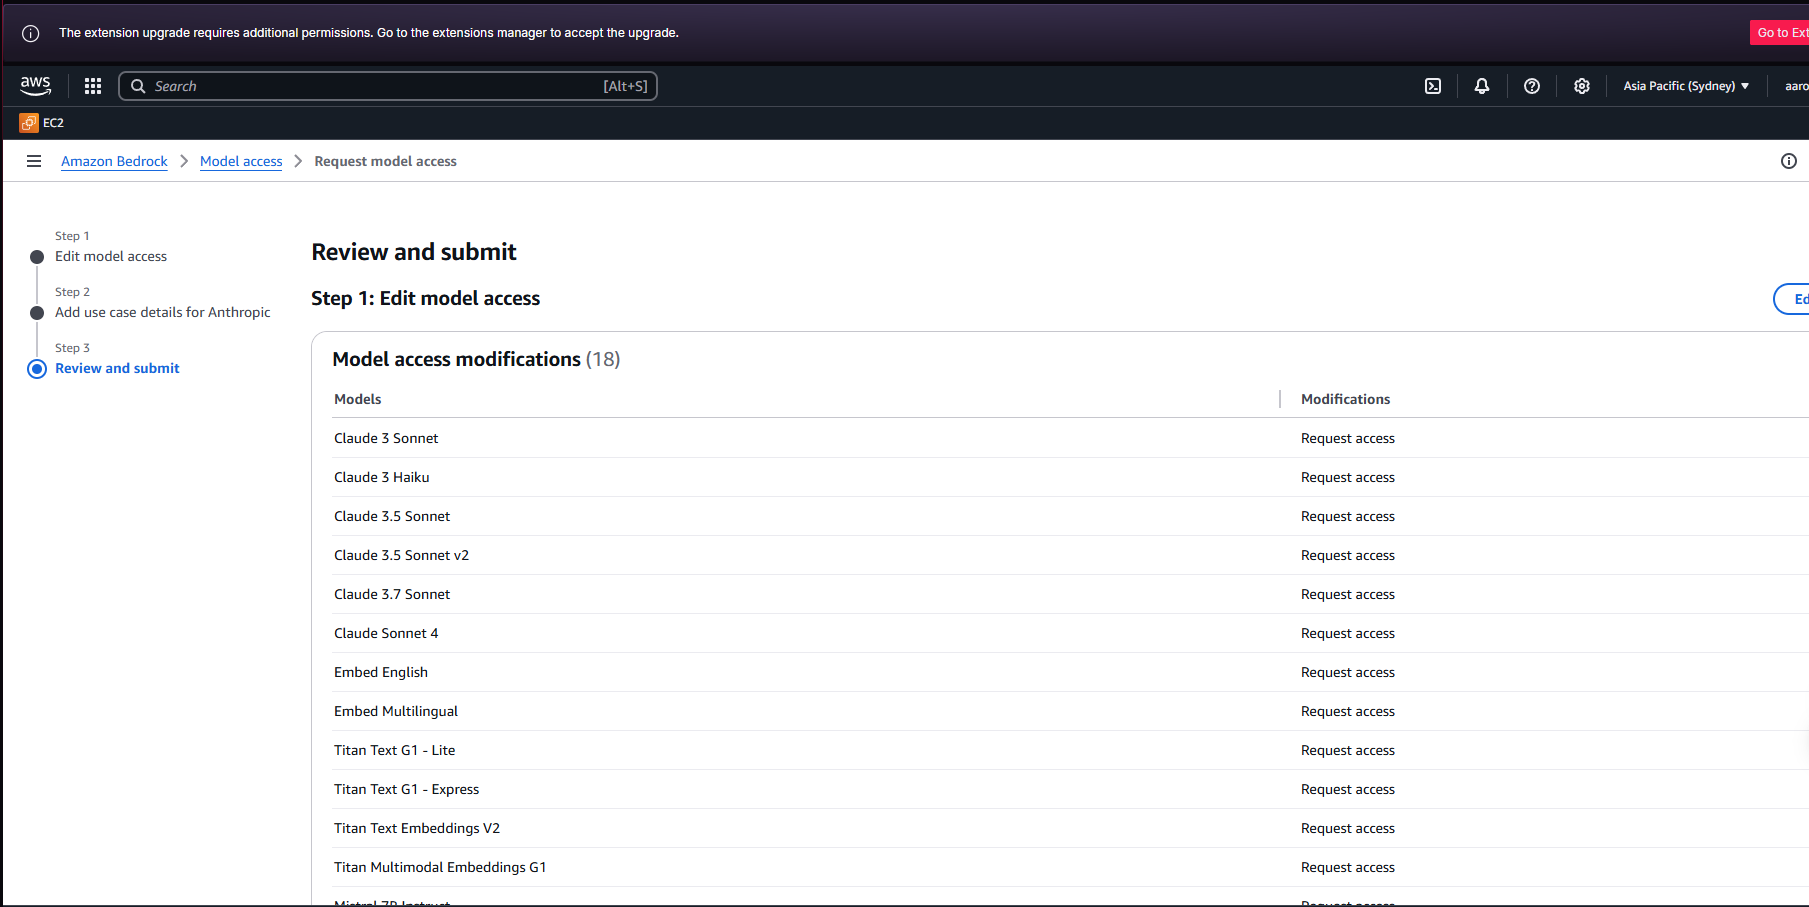 The extension upgrade requires additional permissions. Go to the extensions manager to accept the upgrade.
Go to Ext
aws
Search [Alt+S]
Asia Pacific (Sydney)
aaro
EC2
Amazon Bedrock > Model access > Request model access
Step 1
Edit model access
Step 2
Add use case details for Anthropic
Step 3
Review and submit
Review and submit
Step 1: Edit model access
Ed
Model access modifications (18)
Models Modifications
Claude 3 Sonnet Request access
Claude 3 Haiku Request access
Claude 3.5 Sonnet Request access
Claude 3.5 Sonnet v2 Request access
Claude 3.7 Sonnet Request access
Claude Sonnet 4 Request access
Embed English Request access
Embed Multilingual Request access
Titan Text G1 - Lite Request access
Titan Text G1 - Express Request access
Titan Text Embeddings V2 Request access
Titan Multimodal Embeddings G1 Request access
Mistral 7B Instruct Request access